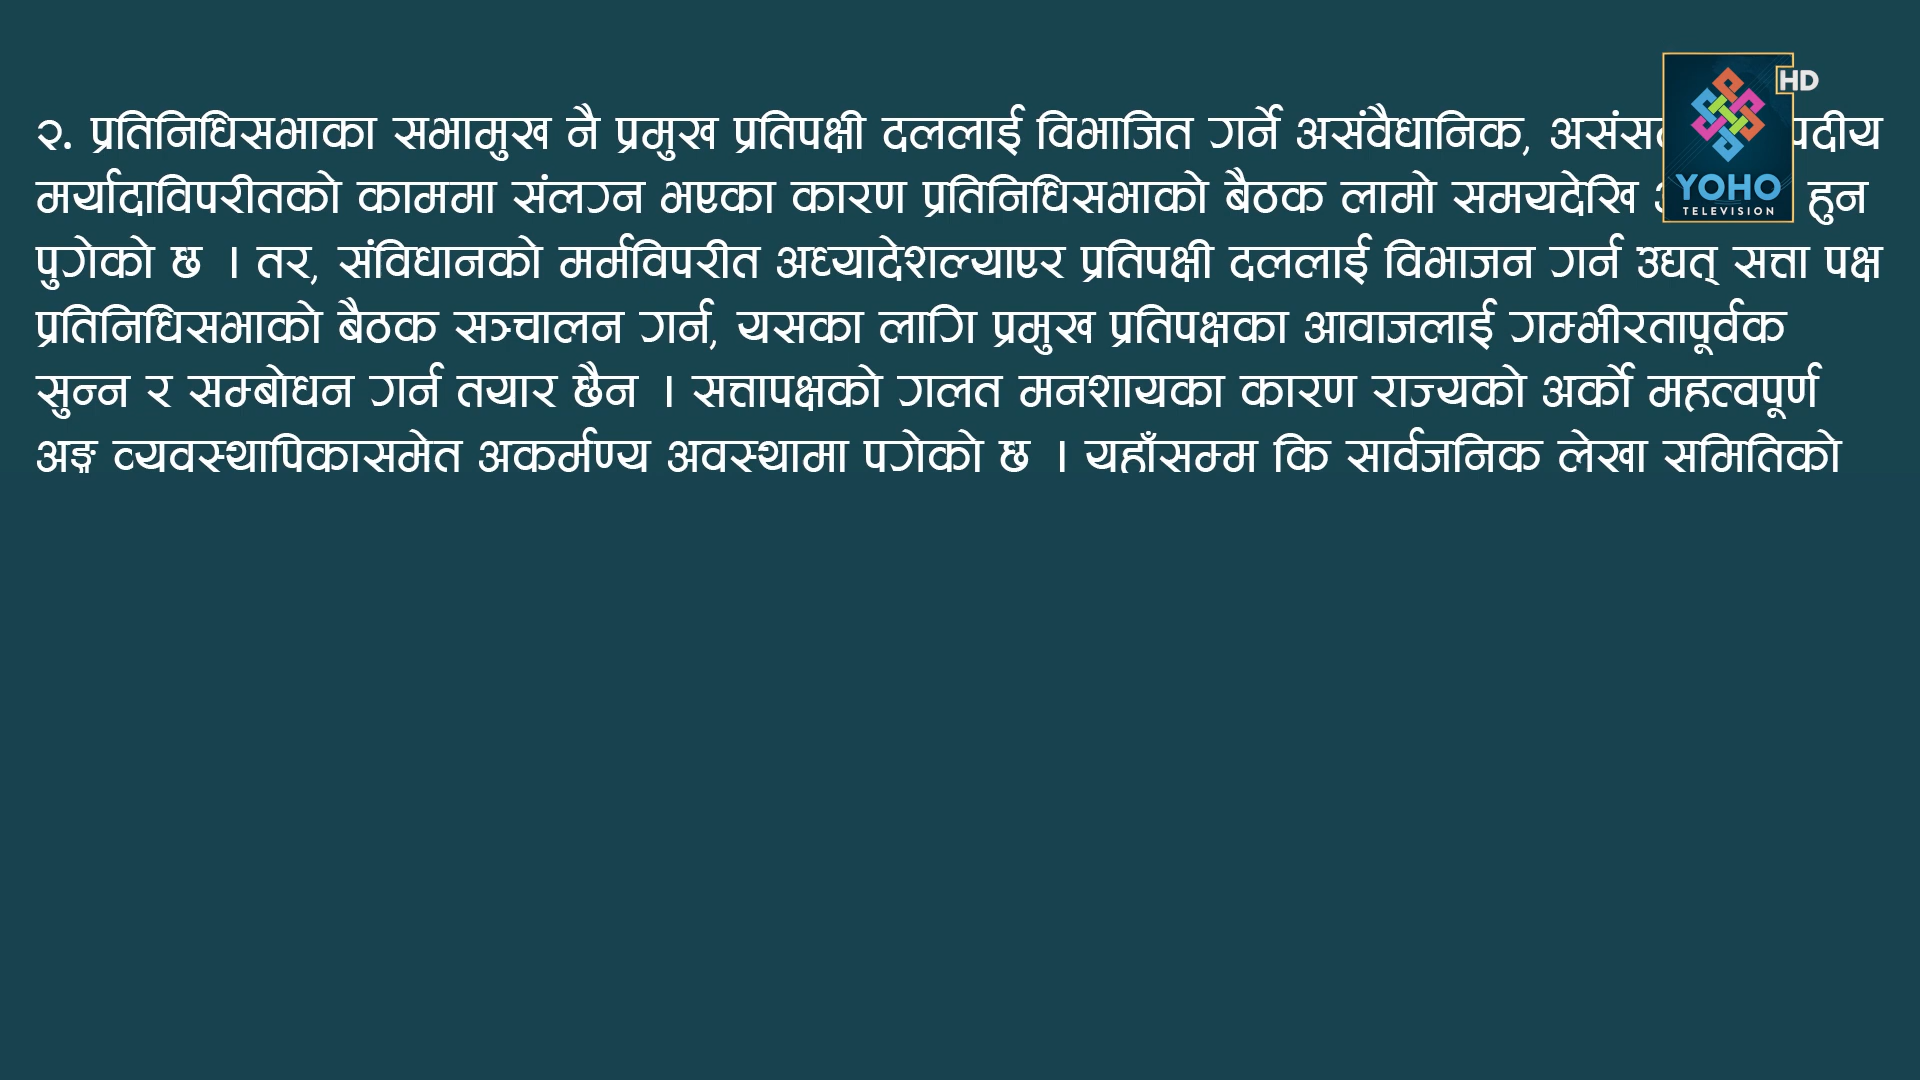 २. प्रतिनिधिसभाका सभामुख नै प्रमुख प्रतिपक्षी दललाई विभाजित गर्ने असंवैधानिक,
मर्यादाविपरीतको काममा संलग्न भएका कारण प्रतिनिधिसभाको बैठक लामो समयदेखि हुन
पुगेको छ । तर, संविधानको मर्मविपरीत अध्यादेशल्याएर प्रतिपक्षी दललाई विभाजन गर्न उद्यत् सत्ता पक्ष
प्रतिनिधिसभाको बैठक सञ्चालन गर्न, यसका लागि प्रमुख प्रतिपक्षका आवाजलाई गम्भीरतापूर्वक
सुन्न र सम्बोधन गर्न तयार छैन । सत्तापक्षको गलत मनशायका कारण राज्यको अर्को महत्वपूर्ण
अङ्ग व्यवस्थापिकासमेत अकर्मण्य अवस्थामा पगेको छ । यहाँसम्म कि सार्वजनिक लेखा समितिको
HD
YOHO
TELEVISION